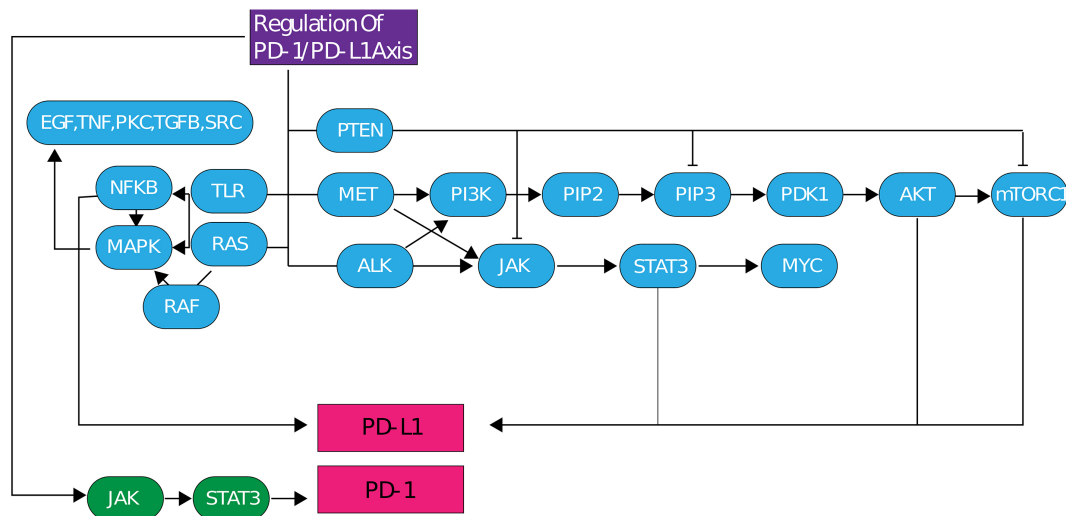 Regulation Of
PD-1/PD-L1Axis
EGF,TNF,PKC,TGFB,SRC
PTEN
NFKB
TLR
MET
PI3K
PIP2
PIP3
PDK1
AKT
mTORC1
MAPK
RAS
ALK
JAK
STAT3
MYC
RAF
PD-L1
PD-1
JAK
STAT3